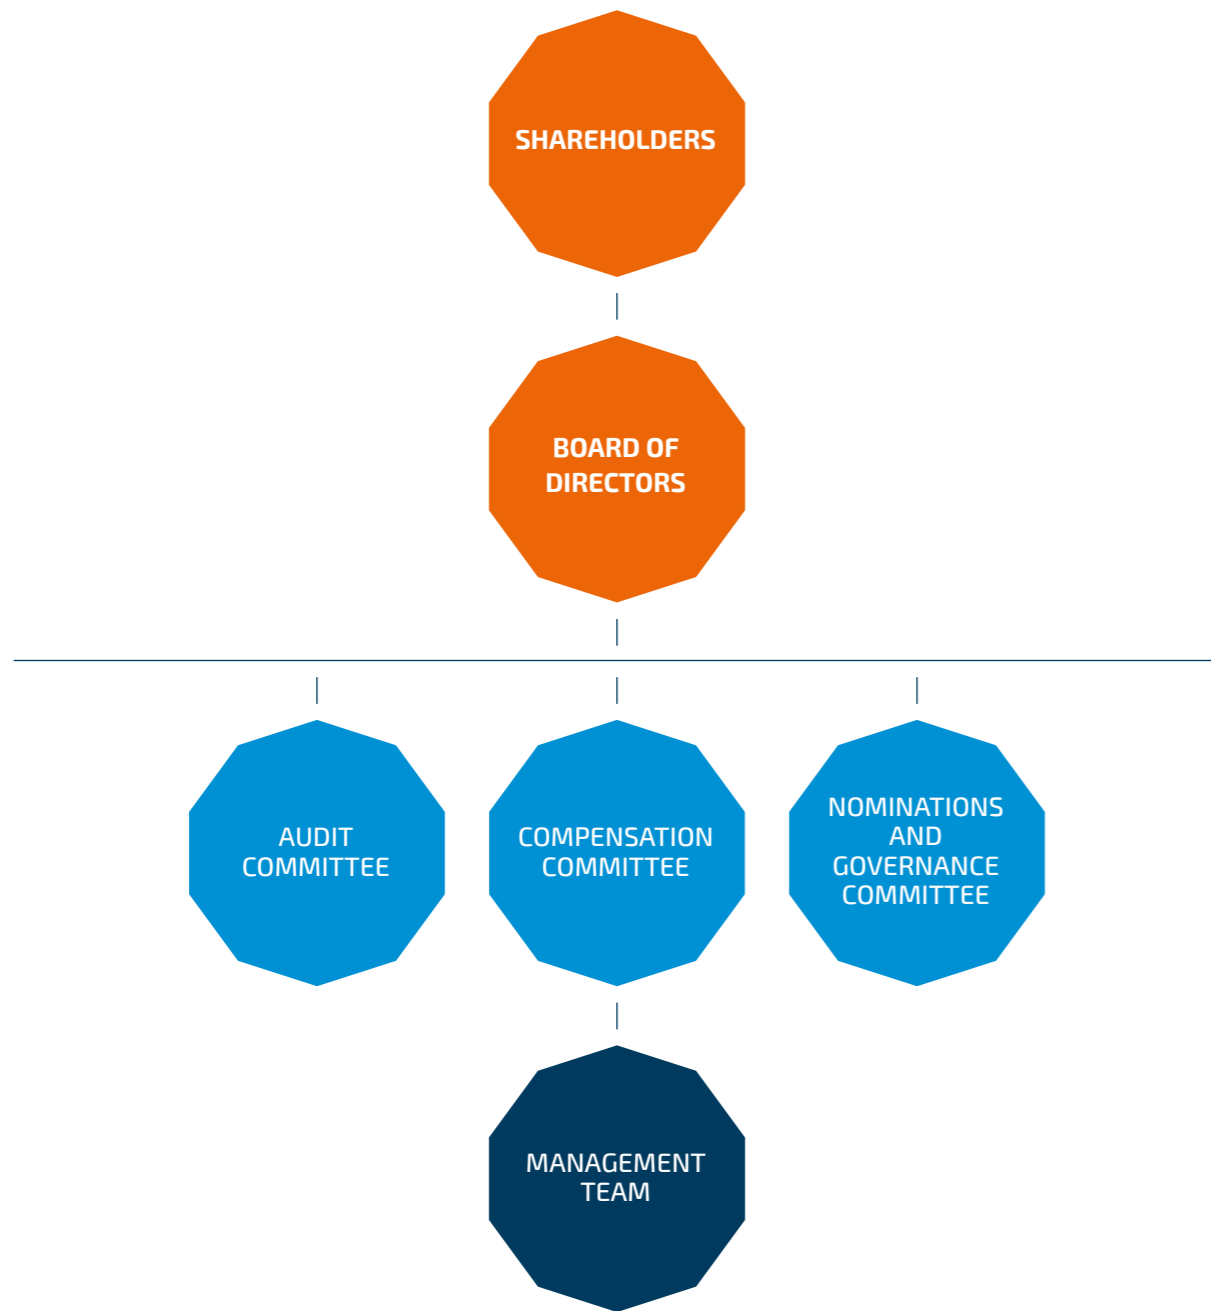 SHAREHOLDERS
BOARD OF
DIRECTORS
AUDIT
COMMITTEE
COMPENSATION
COMMITTEE
NOMINATIONS
AND
GOVERNANCE
COMMITTEE
MANAGEMENT
TEAM